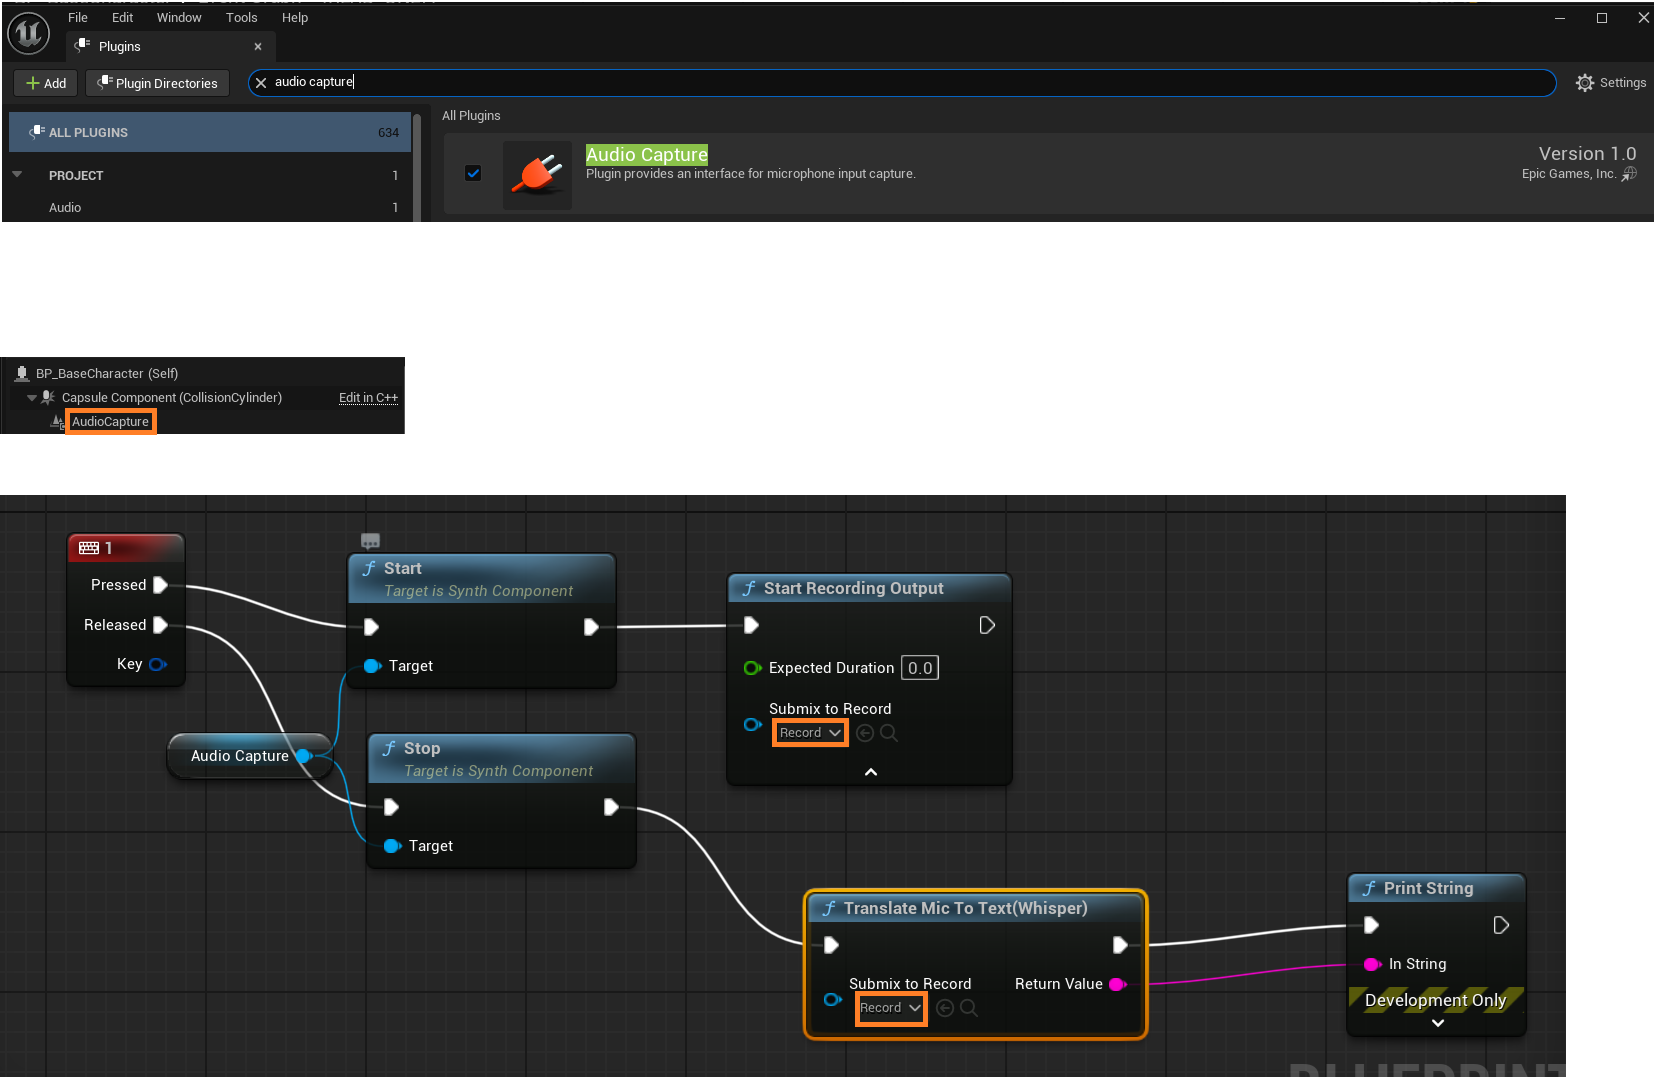 File Edit Window Tools Help
Plugins
Add Plugin Directories audio capture Settings
ALL PLUGINS 634
PROJECT 1
Audio 1
All Plugins
Audio Capture
Plugin provides an interface for microphone input capture.
Version 1.0
Epic Games, Inc.
BP_BaseCharacter (Self)
Capsule Component (CollisionCylinder) Edit in C++
AudioCapture
1
Pressed
Released
Key
Start
Target is Synth Component
Target
Start Recording Output
Expected Duration 0.0
Submix to Record
Record
Audio Capture
Stop
Target is Synth Component
Target
Translate Mic To Text(Whisper)
Submix to Record Return Value
Record
Print String
In String
Development Only